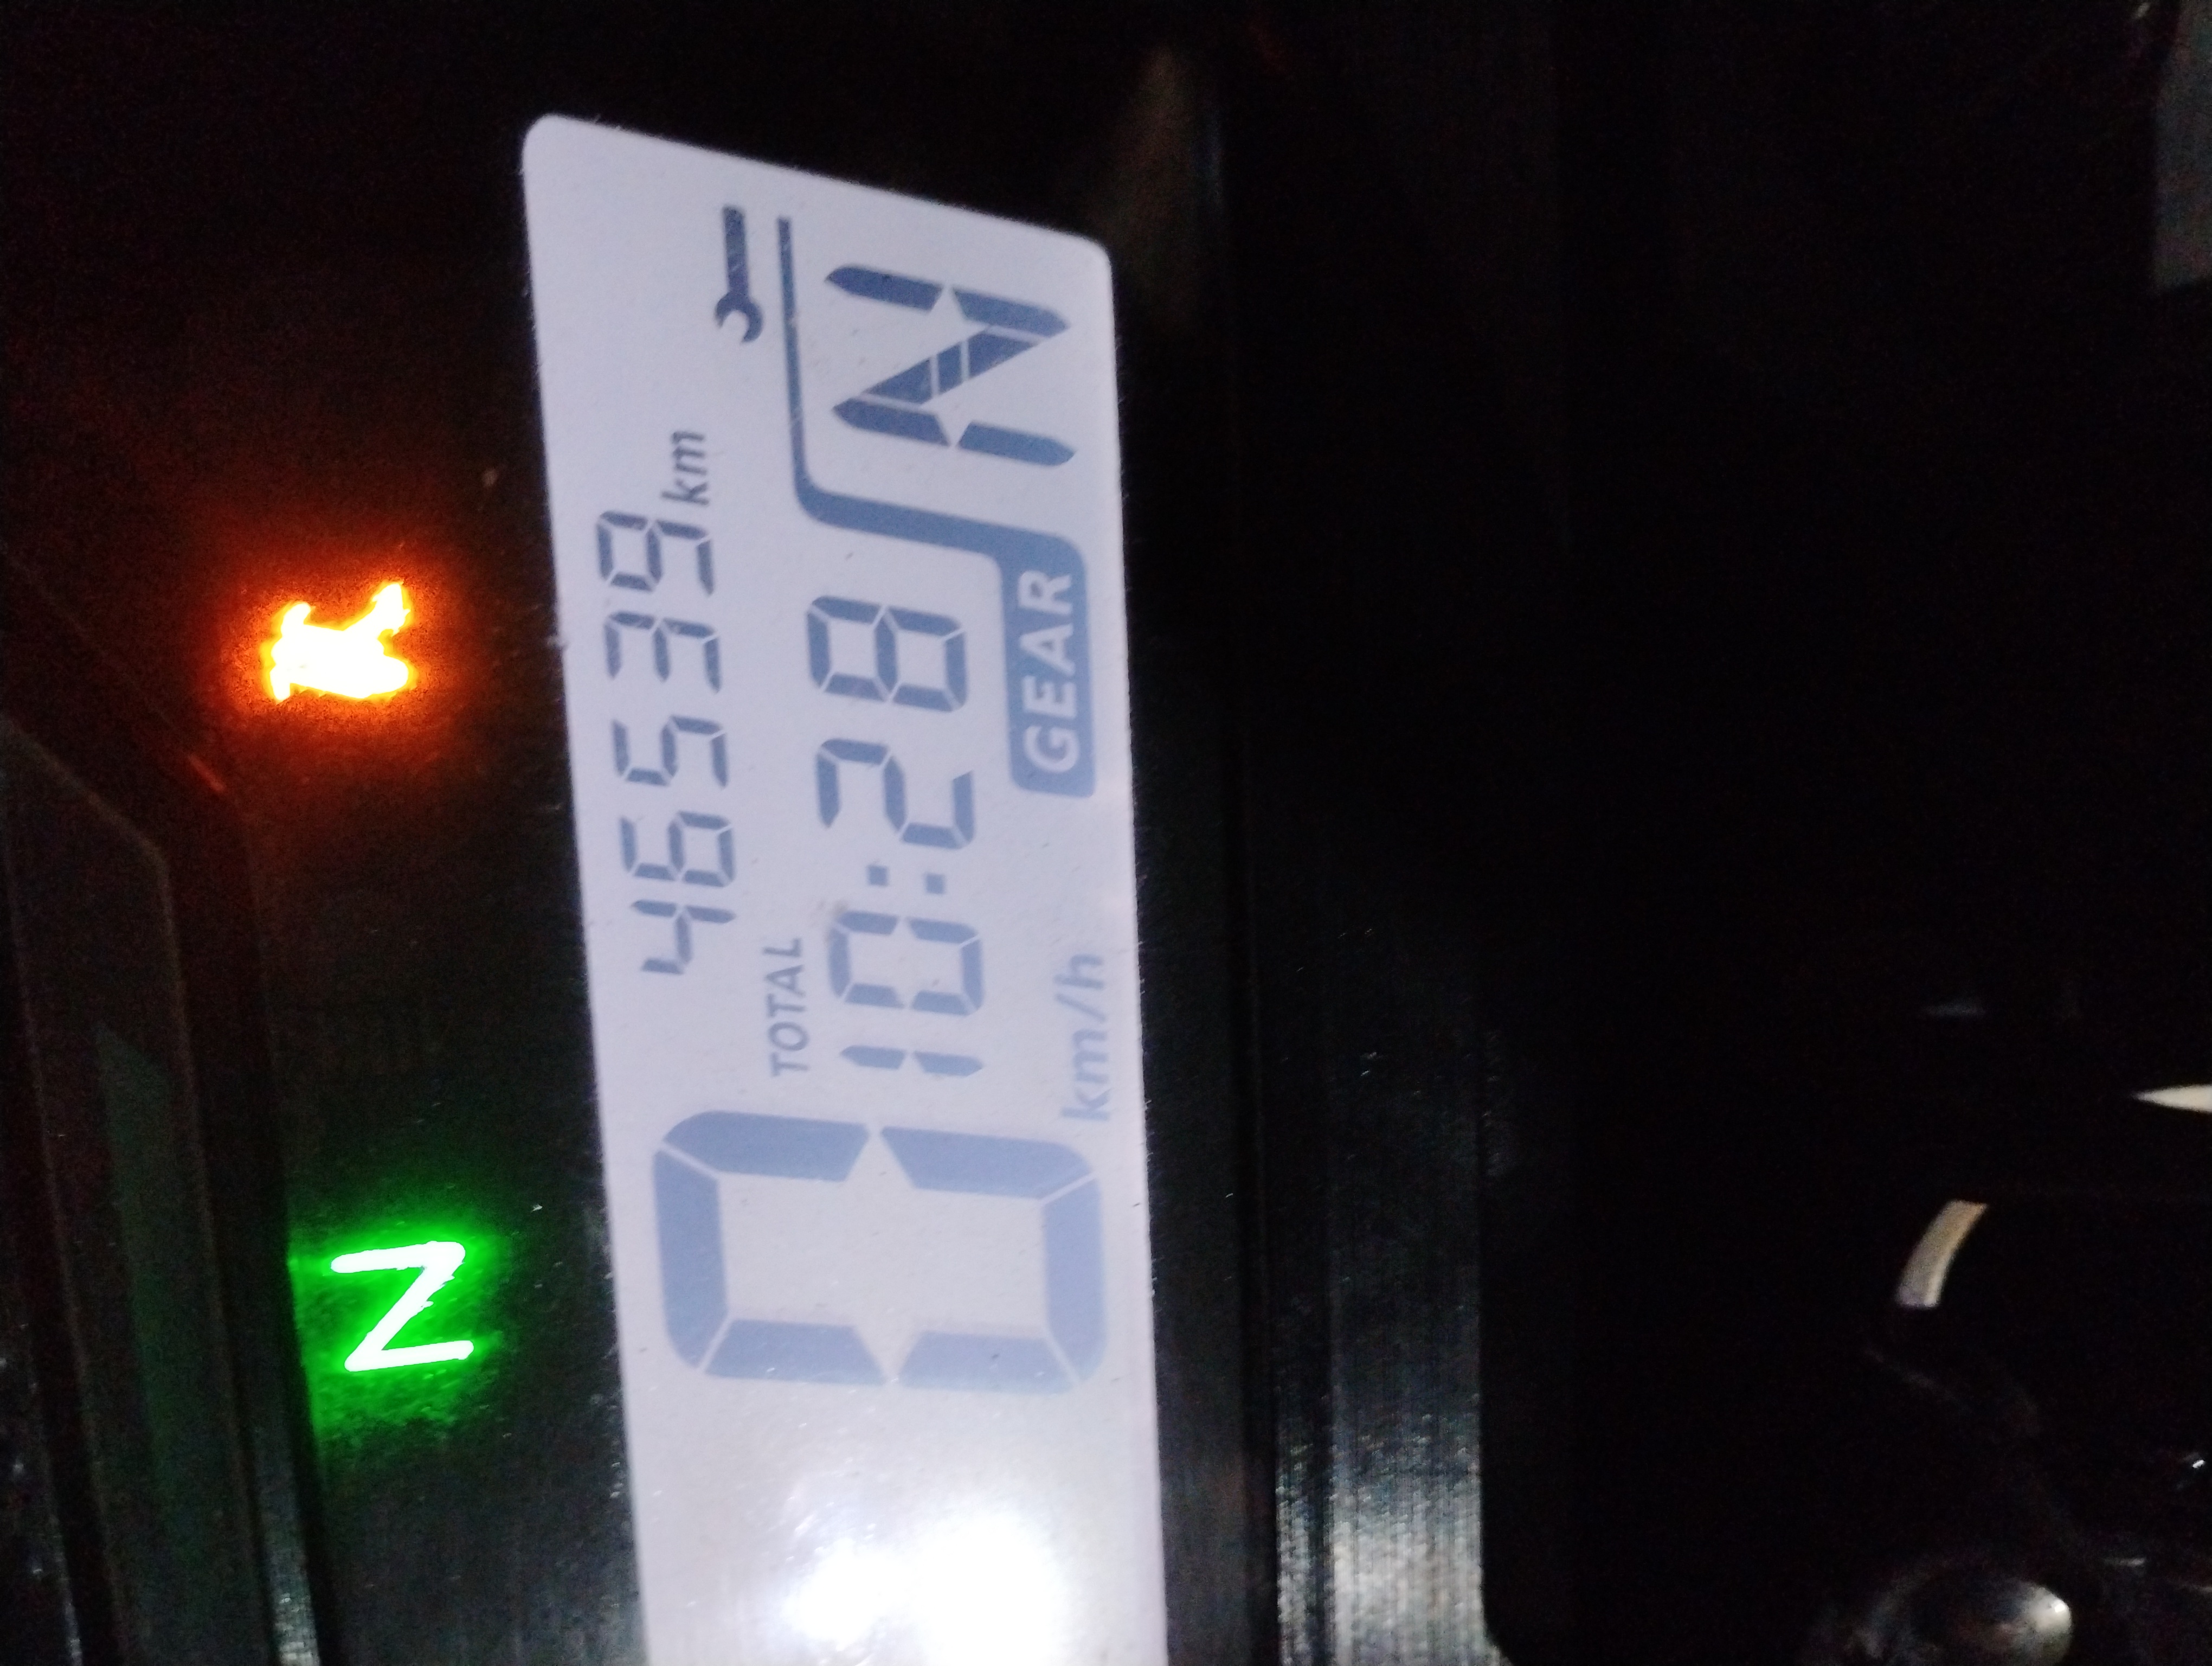 N
46539 km
TOTAL
0 10:28 N
km/h GEAR